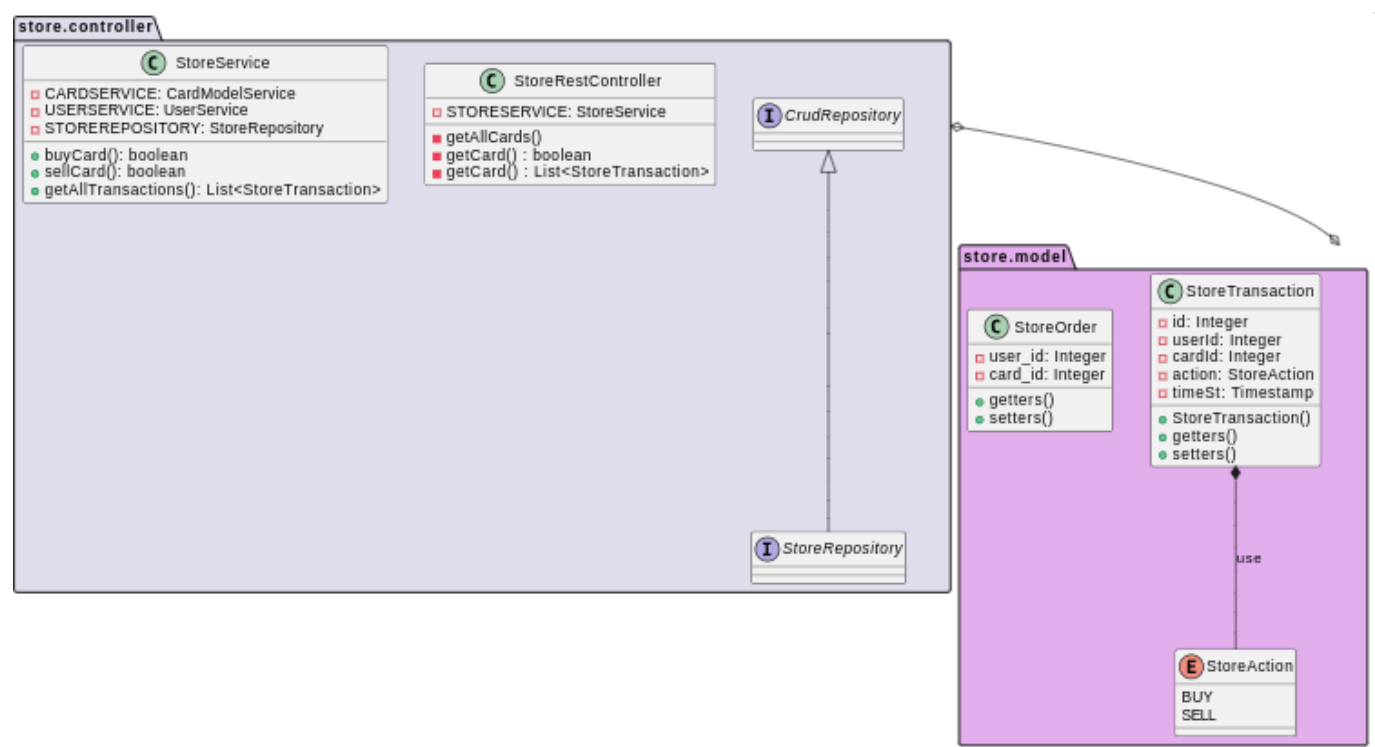 store.controller
C StoreService
CARDSERVICE: CardModelService
USERSERVICE: UserService
STOREREPOSITORY: StoreRepository
buyCard(): boolean
sellCard(): boolean
getAllTransactions(): List<StoreTransaction>
C StoreRestController
STORESERVICE: StoreService
getAllCards()
getCard() : boolean
getCard() : List<StoreTransaction>
I CrudRepository
I StoreRepository
store.model
C StoreOrder
user_id: Integer
card_id: Integer
getters()
setters()
C StoreTransaction
id: Integer
userId: Integer
cardId: Integer
action: StoreAction
timeSt: Timestamp
StoreTransaction()
getters()
setters()
use
E StoreAction
BUY
SELL